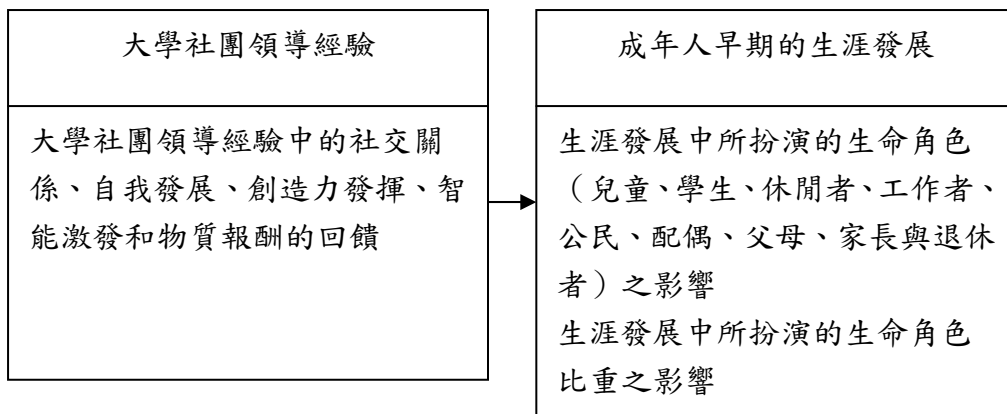 大學社團領導經驗
大學社團領導經驗中的社交關
係、自我發展、創造力發揮、智
能激發和物質報酬的回饋
成年人早期的生涯發展
生涯發展中所扮演的生命角色
（兒童、學生、休閒者、工作者、
公民、配偶、父母、家長與退休
者）之影響
生涯發展中所扮演的生命角色
比重之影響